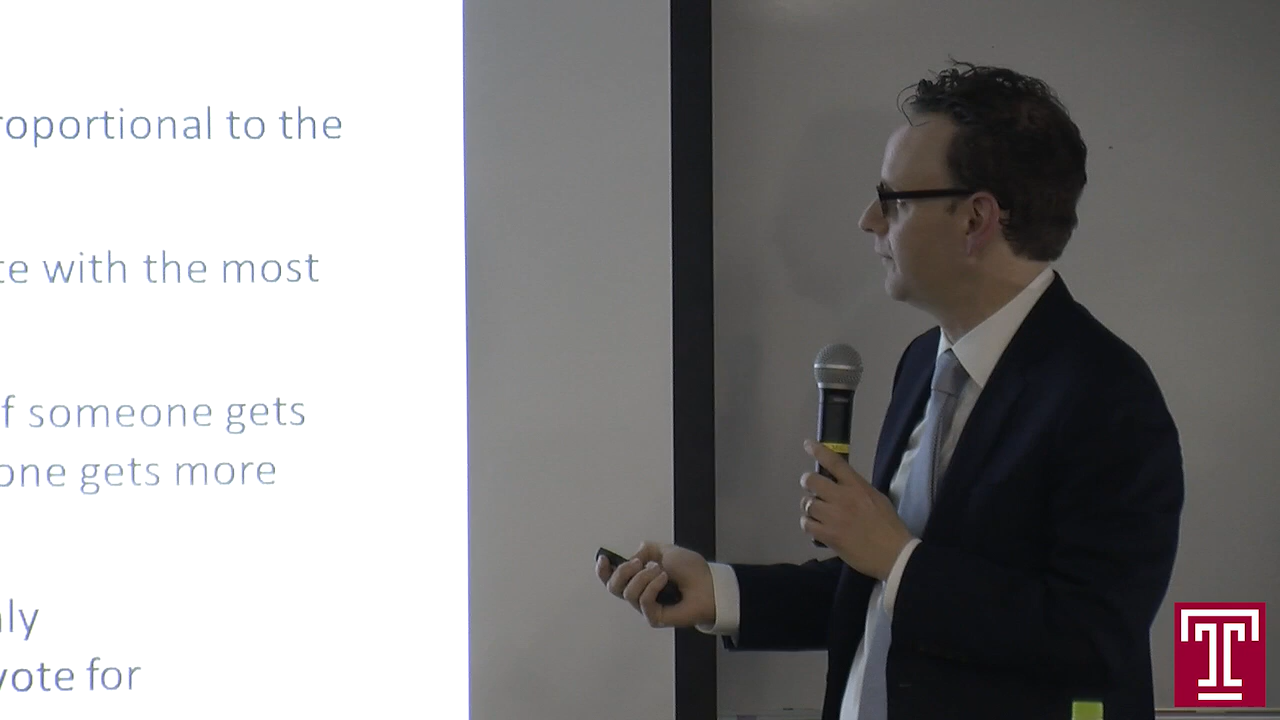 roportional to the
te with the most
f someone gets
one gets more
ly
vote for
T